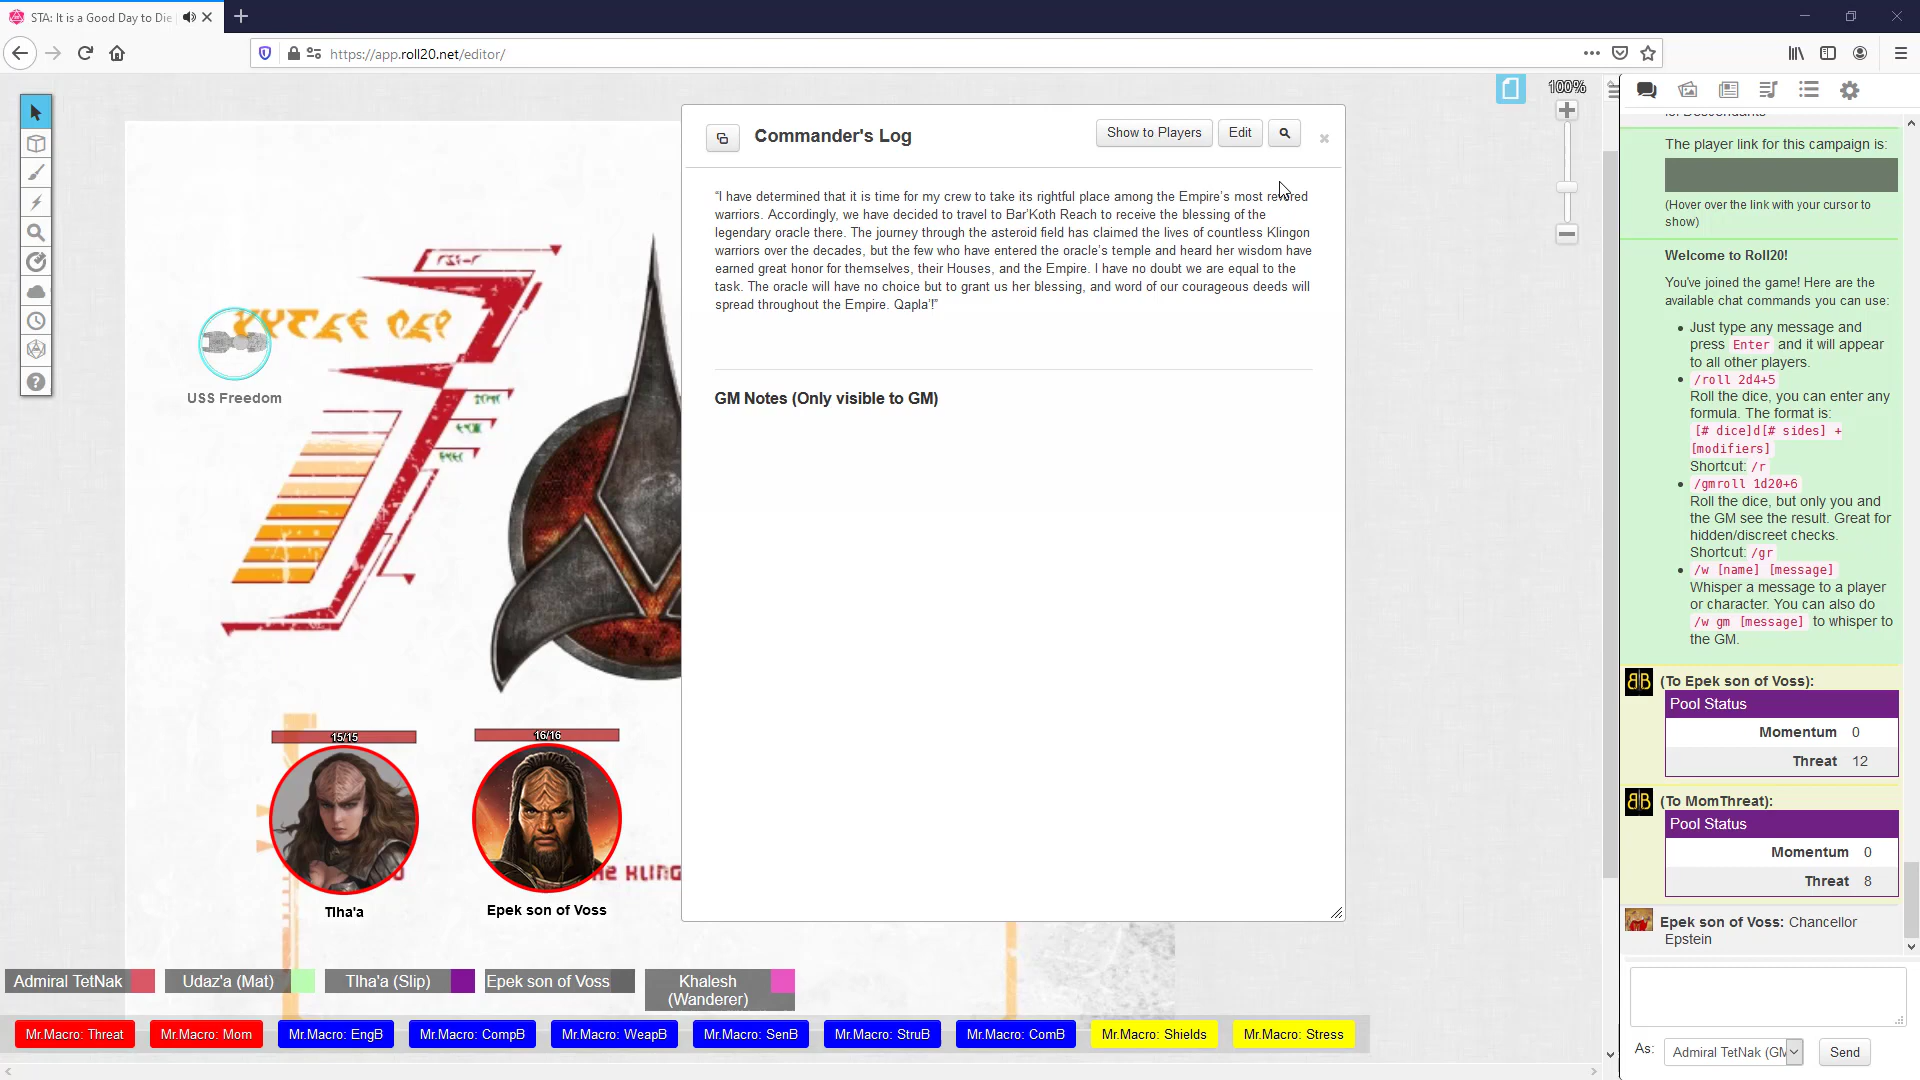 STA: It is a Good Day to Die
https://app.roll20.net/editor/
100%
Commander's Log
Show to Players
Edit
“I have determined that it is time for my crew to take its rightful place among the Empire’s most revered
warriors. Accordingly, we have decided to travel to Bar’Koth Reach to receive the blessing of the
legendary oracle there. The journey through the asteroid field has claimed the lives of countless Klingon
warriors over the decades, but the few who have entered the oracle’s temple and heard her wisdom have
earned great honor for themselves, their Houses, and the Empire. I have no doubt we are equal to the
task. The oracle will have no choice but to grant us her blessing, and word of our courageous deeds will
spread throughout the Empire. Qapla’!”
GM Notes (Only visible to GM)
USS Freedom
15/15
16/16
Tlha'a
Epek son of Voss
Admiral TetNak
Udaz'a (Mat)
Tlha'a (Slip)
Epek son of Voss
Khalesh
(Wanderer)
Mr.Macro: Threat
Mr.Macro: Mom
Mr.Macro: EngB
Mr.Macro: CompB
Mr.Macro: WeapB
Mr.Macro: SenB
Mr.Macro: StruB
Mr.Macro: ComB
Mr.Macro: Shields
Mr.Macro: Stress
The player link for this campaign is:
(Hover over the link with your cursor to
show)
Welcome to Roll20!
You've joined the game! Here are the
available chat commands you can use:
Just type any message and
press Enter and it will appear
to all other players.
/roll 2d4+5
Roll the dice, you can enter any
formula. The format is:
[# dice]d[# sides] +
[modifiers]
Shortcut: /r
/gmroll 1d20+6
Roll the dice, but only you and
the GM see the result. Great for
hidden/discreet checks.
Shortcut: /gr
/w [name] [message]
Whisper a message to a player
or character. You can also do
/w gm [message] to whisper to
the GM.
(To Epek son of Voss):
Pool Status
Momentum 0
Threat 12
(To MomThreat):
Pool Status
Momentum 0
Threat 8
Epek son of Voss: Chancellor
Epstein
As:
Admiral TetNak (GM
Send